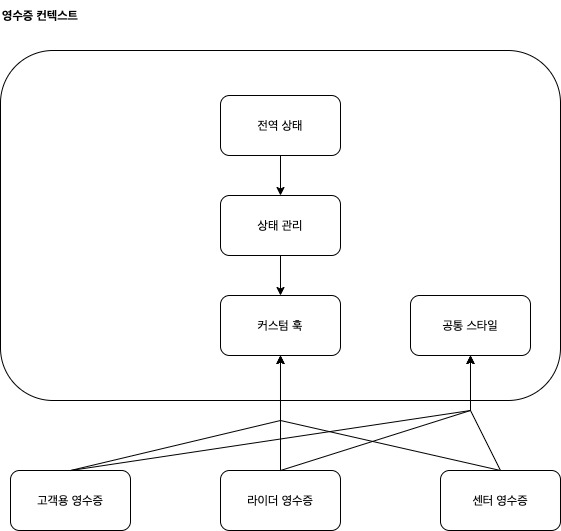 영수증 컨텍스트
전역 상태
상태 관리
커스텀 훅
공통 스타일
고객용 영수증
라이더 영수증
센터 영수증